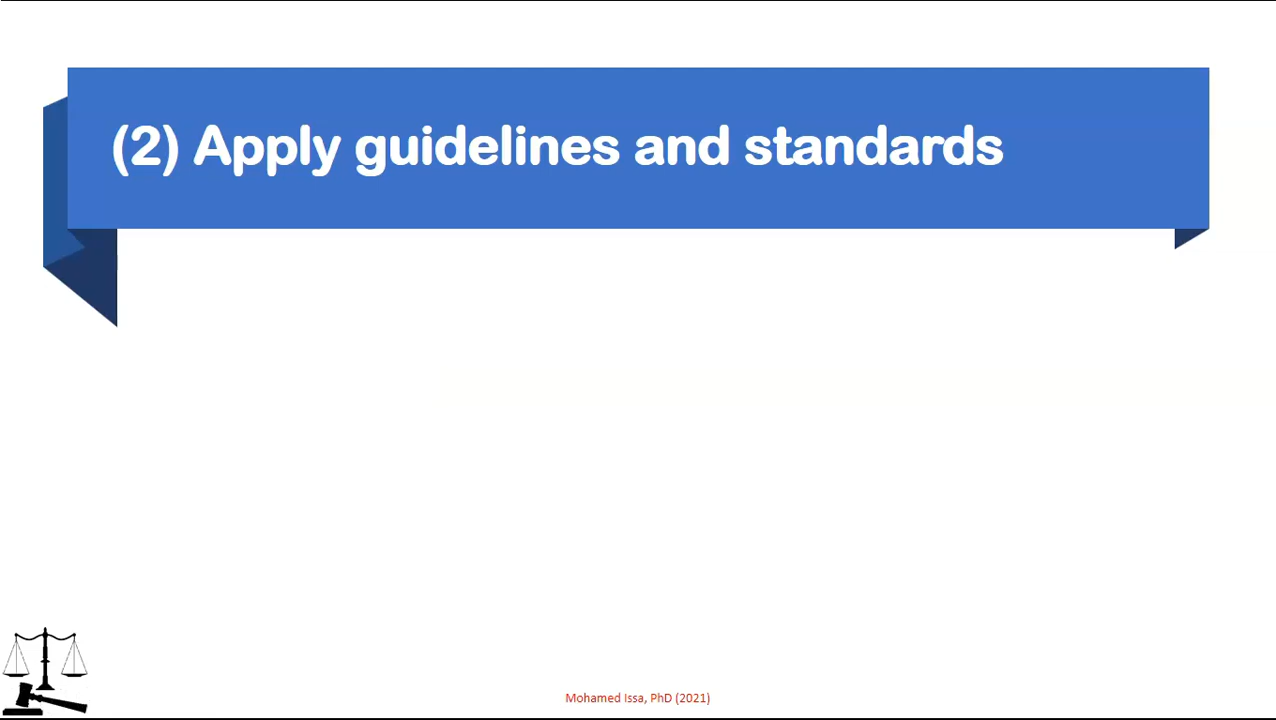 (2) Apply guidelines and standards
Mohamed Issa, PhD (2021)